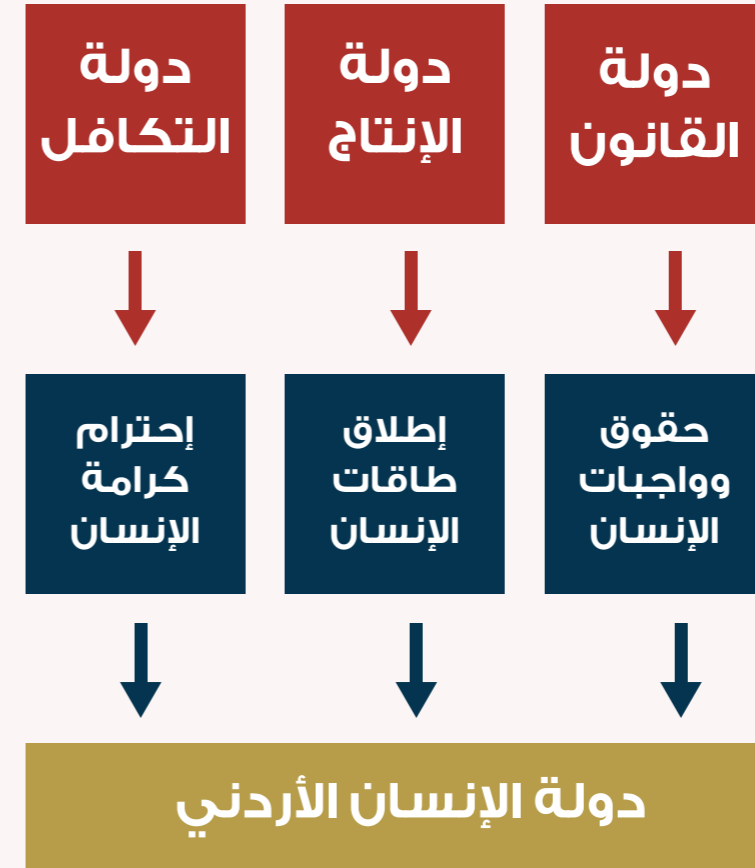 دولة
القانون
دولة
الإنتاج
دولة
التكافل
حقوق
وواجبات
الإنسان
إطلاق
طاقات
الإنسان
إحترام
كرامة
الإنسان
دولة الإنسان الأردني